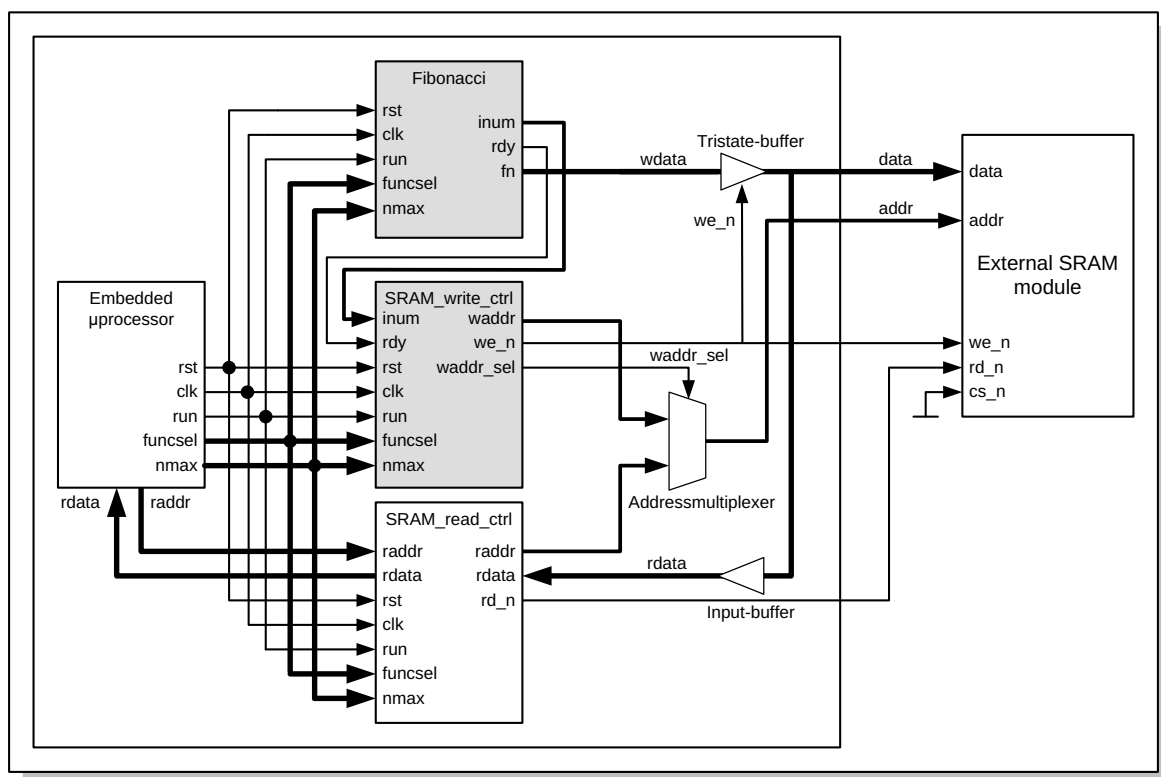 Fibonacci
rst
clk
run
funcsel
nmax
inum
rdy
fn
wdata
Tristate-buffer
we_n
data
addr
data
addr
External SRAM
module
we_n
rd_n
cs_n
Embedded
μprocessor
rst
clk
run
funcsel
nmax
rdata
raddr
SRAM_write_ctrl
inum
rdy
rst
clk
run
funcsel
nmax
waddr
we_n
waddr_sel
waddr_sel
Addressmultiplexer
SRAM_read_ctrl
raddr
rdata
rst
clk
run
funcsel
nmax
raddr
rdata
rd_n
rdata
Input-buffer